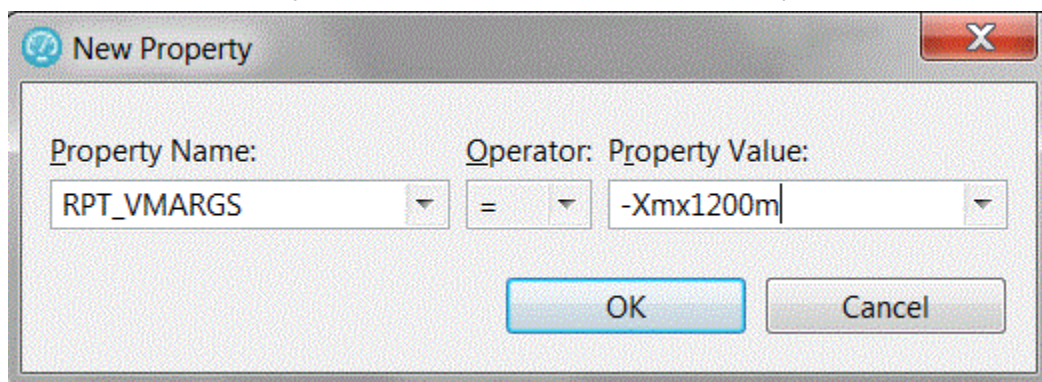 New Property
Property Name: Operator: Property Value:
RPT_VMARGS = -Xmx1200m
OK Cancel